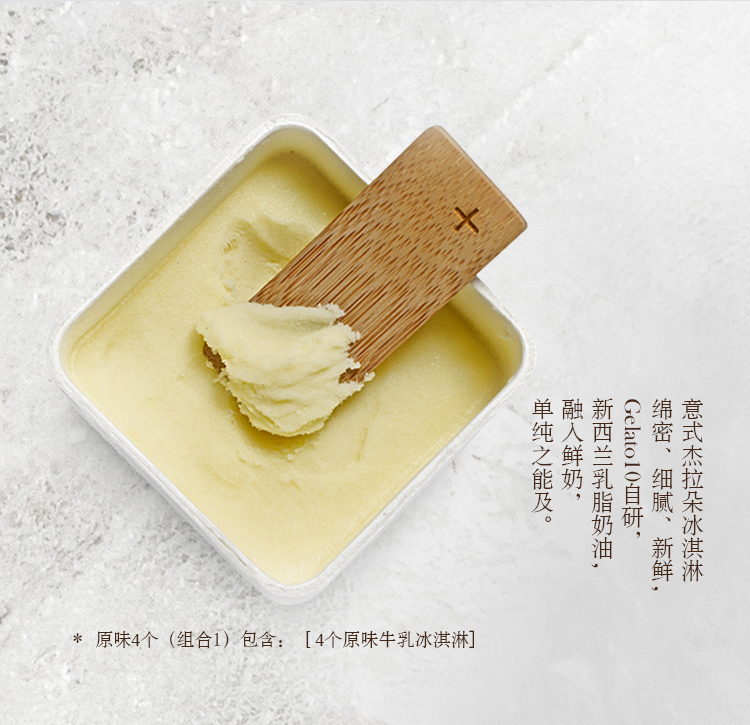 意式杰拉朵冰淇淋
绵密、细腻、新鲜，
Gelato10自研，
新西兰乳脂奶油，
融入鲜奶，
单纯之能及。
* 原味4个（组合1）包含：［4个原味牛乳冰淇淋］